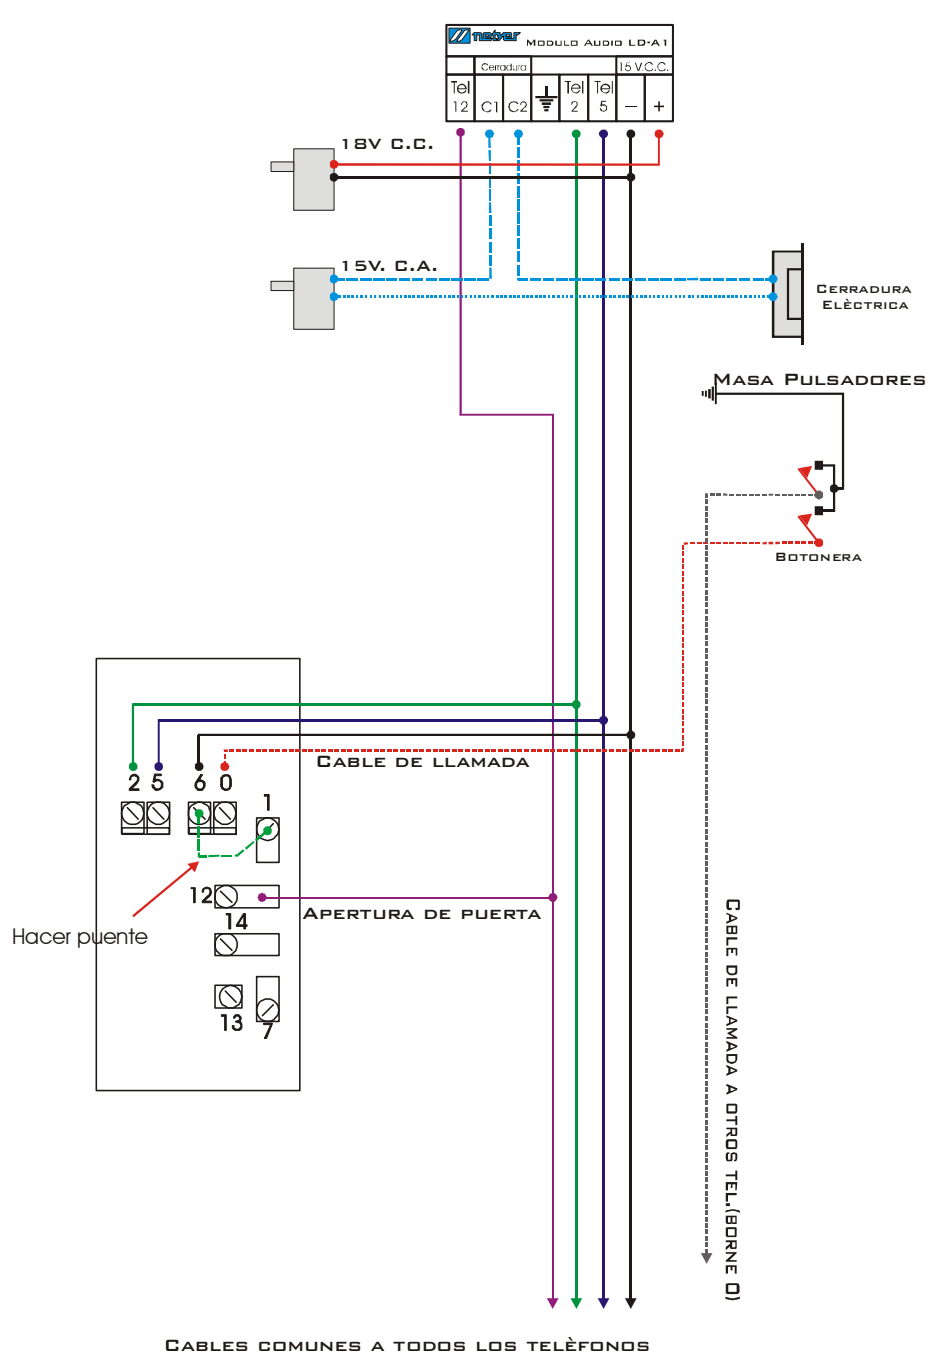 netver MODULO AUDIO LD-A1
Cerradura 15 V.C.C.
Tel 12 C1 C2 Tel 2 Tel 5 — +
18V C.C.
15V. C.A.
CERRADURA
ELÈCTRICA
MASA PULSADORES
BOTONERA
CABLE DE LLAMADA
2 5 6 0
1
12
APERTURA DE PUERTA
14
Hacer puente
13
7
CABLE DE LLAMADA A OTROS TEL.(BORNE 0)
CABLES COMUNES A TODOS LOS TELÈFONOS